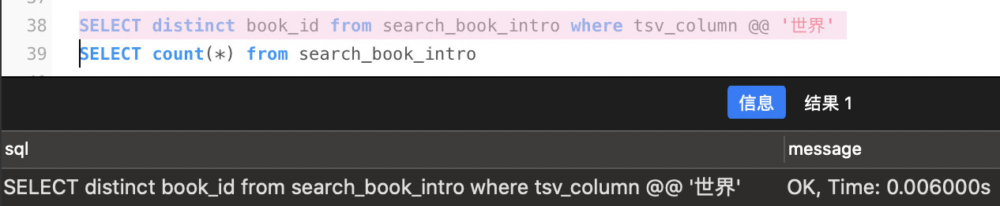 38 SELECT distinct book_id from search_book_intro where tsv_column @@ '世界'
39 SELECT count(*) from search_book_intro
信息 结果 1
sql message
SELECT distinct book_id from search_book_intro where tsv_column @@ '世界' OK, Time: 0.006000s